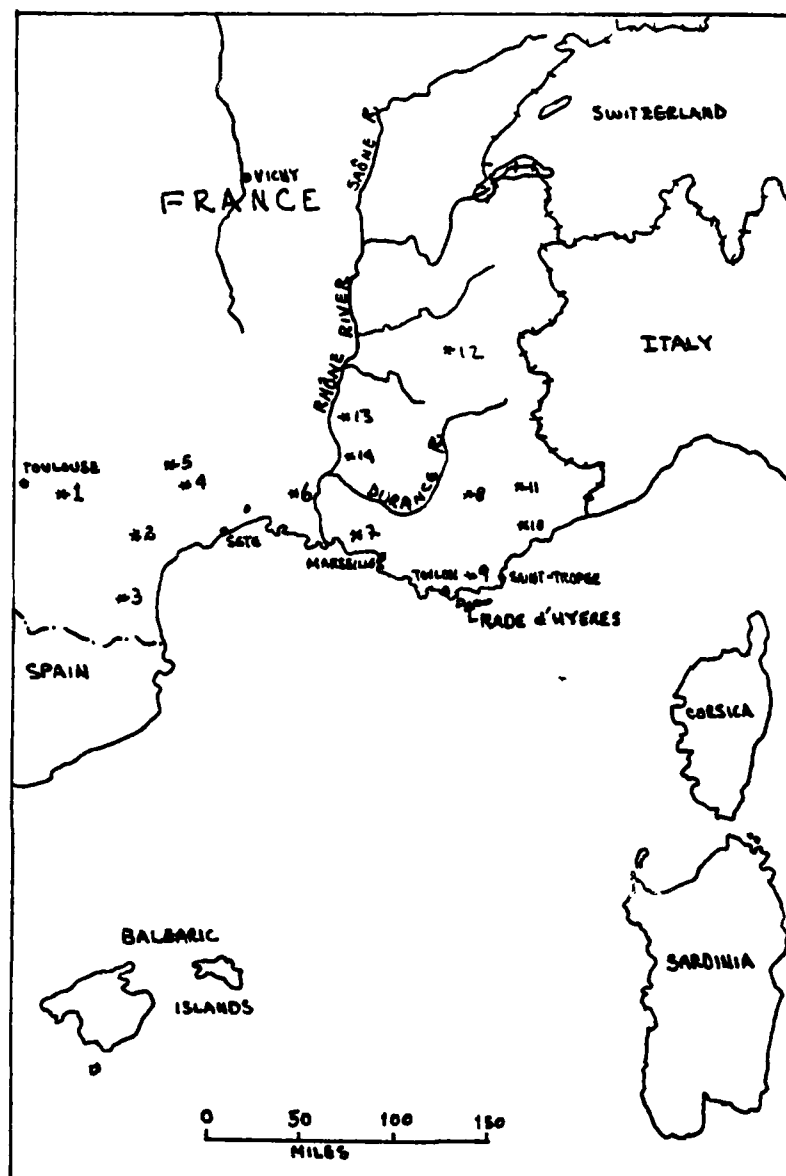 SWITZERLAND
SAÔNE R.
VICHY
FRANCE
RHÔNE RIVER
ITALY
*12
*13
*14
TOULOUSE
*1
*5
*4
*6
DURANCE R.
*8
*11
*10
*2
SETE
*7
MARSEILLE
TOULON
*9
SAINT-TROPEZ
*3
RADE d'HYERES
SPAIN
CORSICA
BALEARIC
ISLANDS
SARDINIA
0 50 100 150
MILES